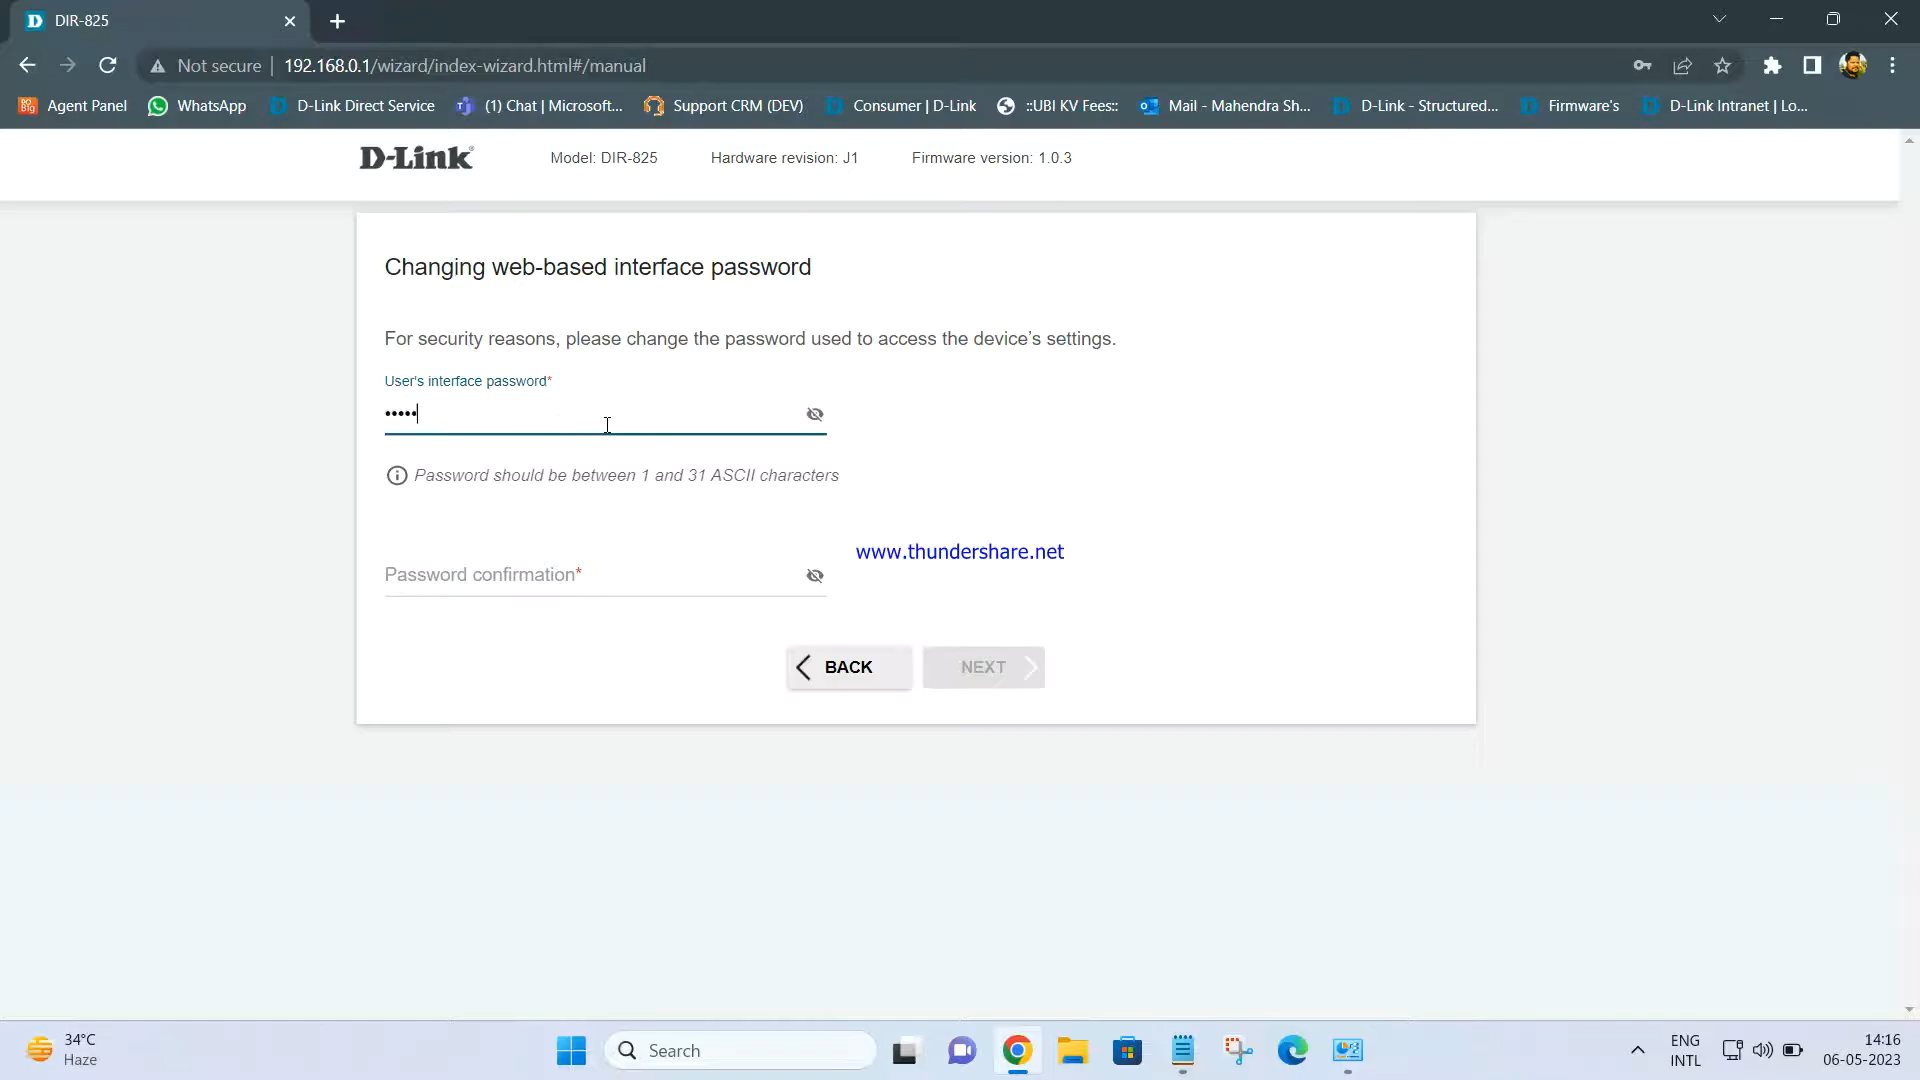 DIR-825
Not secure
192.168.0.1/wizard/index-wizard.html#/manual
Agent Panel
WhatsApp
D-Link Direct Service
(1) Chat | Microsoft...
Support CRM (DEV)
Consumer | D-Link
::UBI KV Fees::
Mail - Mahendra Sh...
D-Link - Structured...
Firmware's
D-Link Intranet | Lo...
D-Link
Model: DIR-825
Hardware revision: J1
Firmware version: 1.0.3
Changing web-based interface password
For security reasons, please change the password used to access the device’s settings.
User's interface password*
•••••
Password should be between 1 and 31 ASCII characters
www.thundershare.net
Password confirmation*
BACK
NEXT
34°C
Haze
Search
ENG
INTL
14:16
06-05-2023